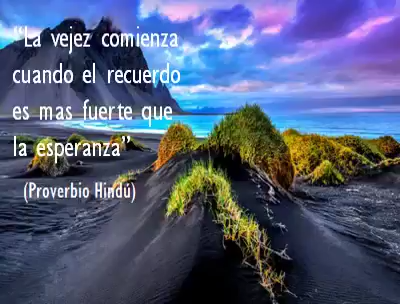 “La vejez comienza
cuando el recuerdo
es mas fuerte que
la esperanza”
(Proverbio Hindú)